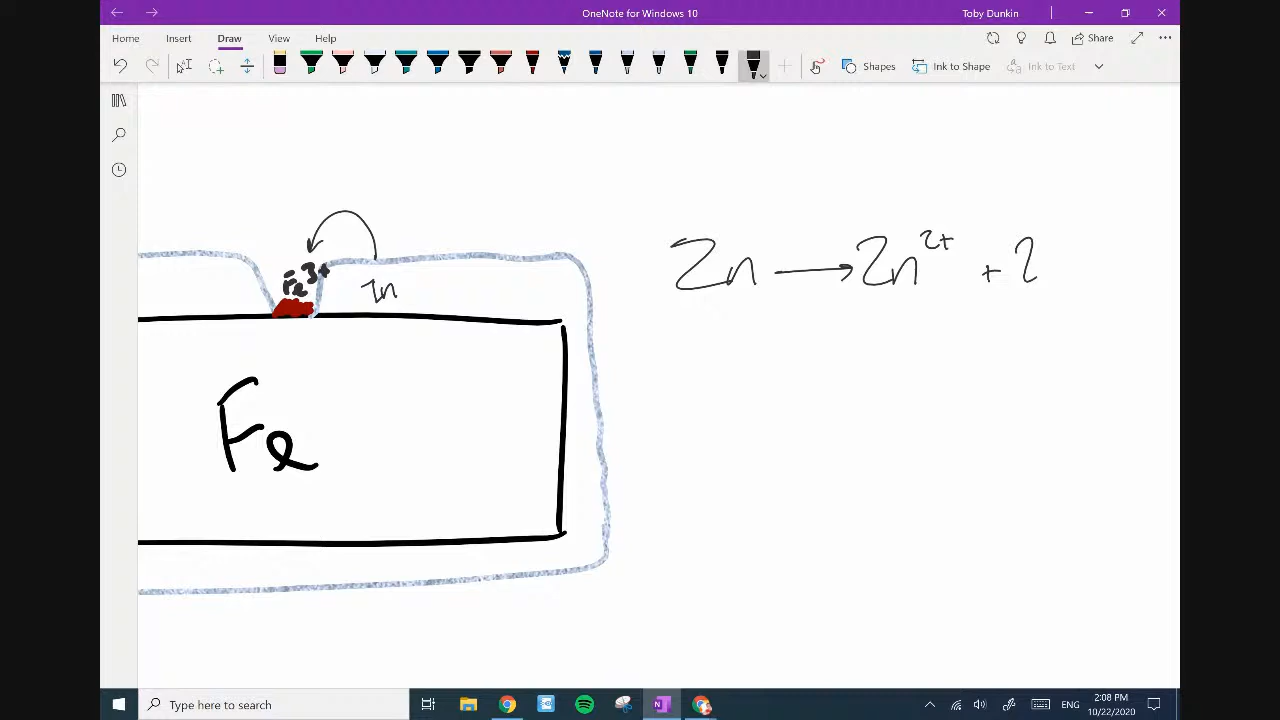 OneNote for Windows 10
Toby Dunkin
Home Insert Draw View Help
Share
Shapes
Ink to Shape
Ink to Text
Fe3+
Zn
Zn → Zn2+ + 2
Fe
Type here to search
ENG
2:08 PM
10/22/2020